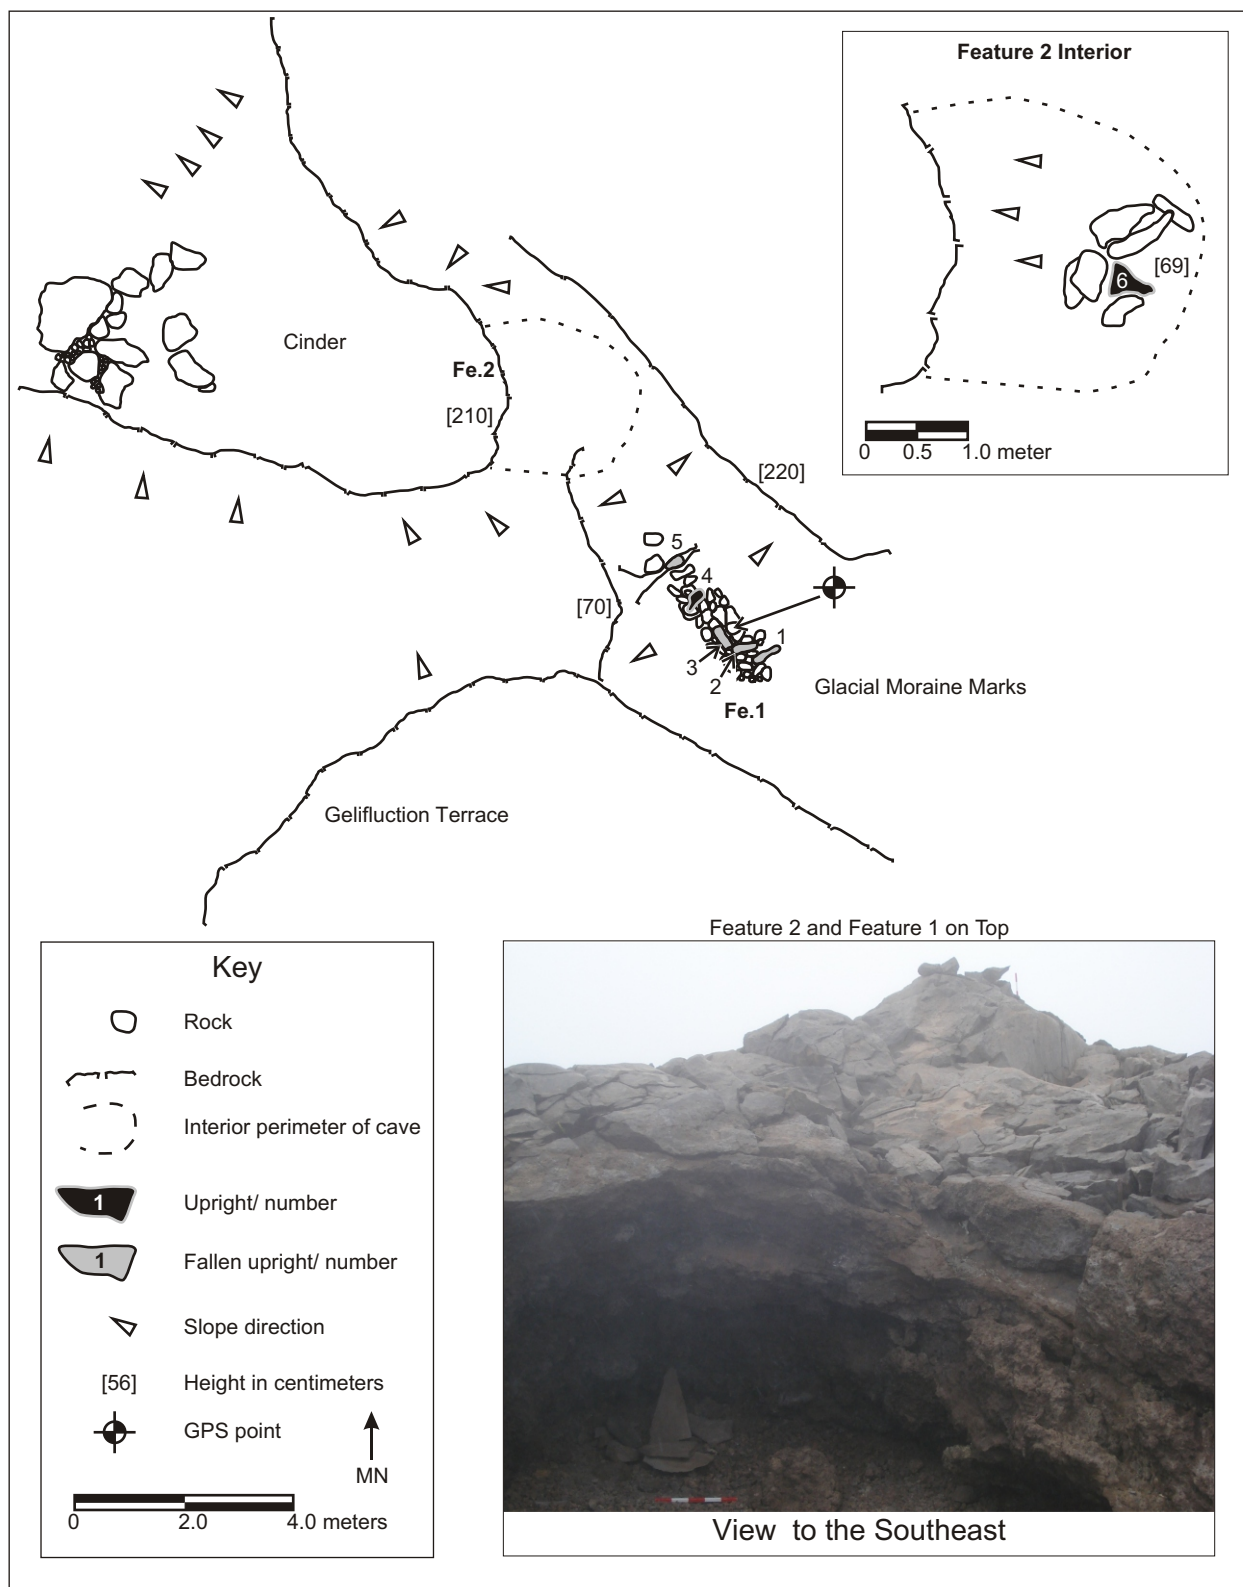 Feature 2 Interior
[69]
6
0 0.5 1.0 meter
Cinder
Fe.2
[210]
[220]
5
4
[70]
1
3
2
Fe.1
Glacial Moraine Marks
Gelifluction Terrace
Key
Rock
Bedrock
Interior perimeter of cave
1 Upright/ number
1 Fallen upright/ number
Slope direction
[56] Height in centimeters
GPS point
MN
0 2.0 4.0 meters
Feature 2 and Feature 1 on Top
View to the Southeast